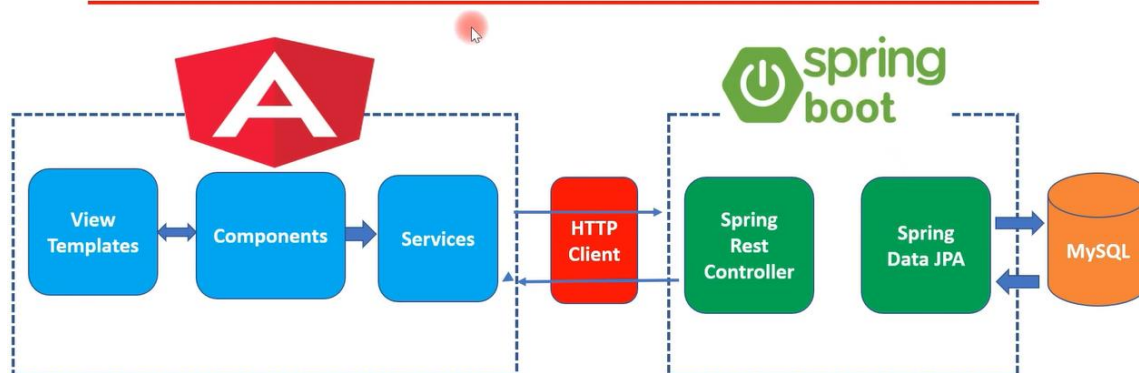 spring
boot
View
Templates
Components
Services
HTTP
Client
Spring
Rest
Controller
Spring
Data JPA
MySQL